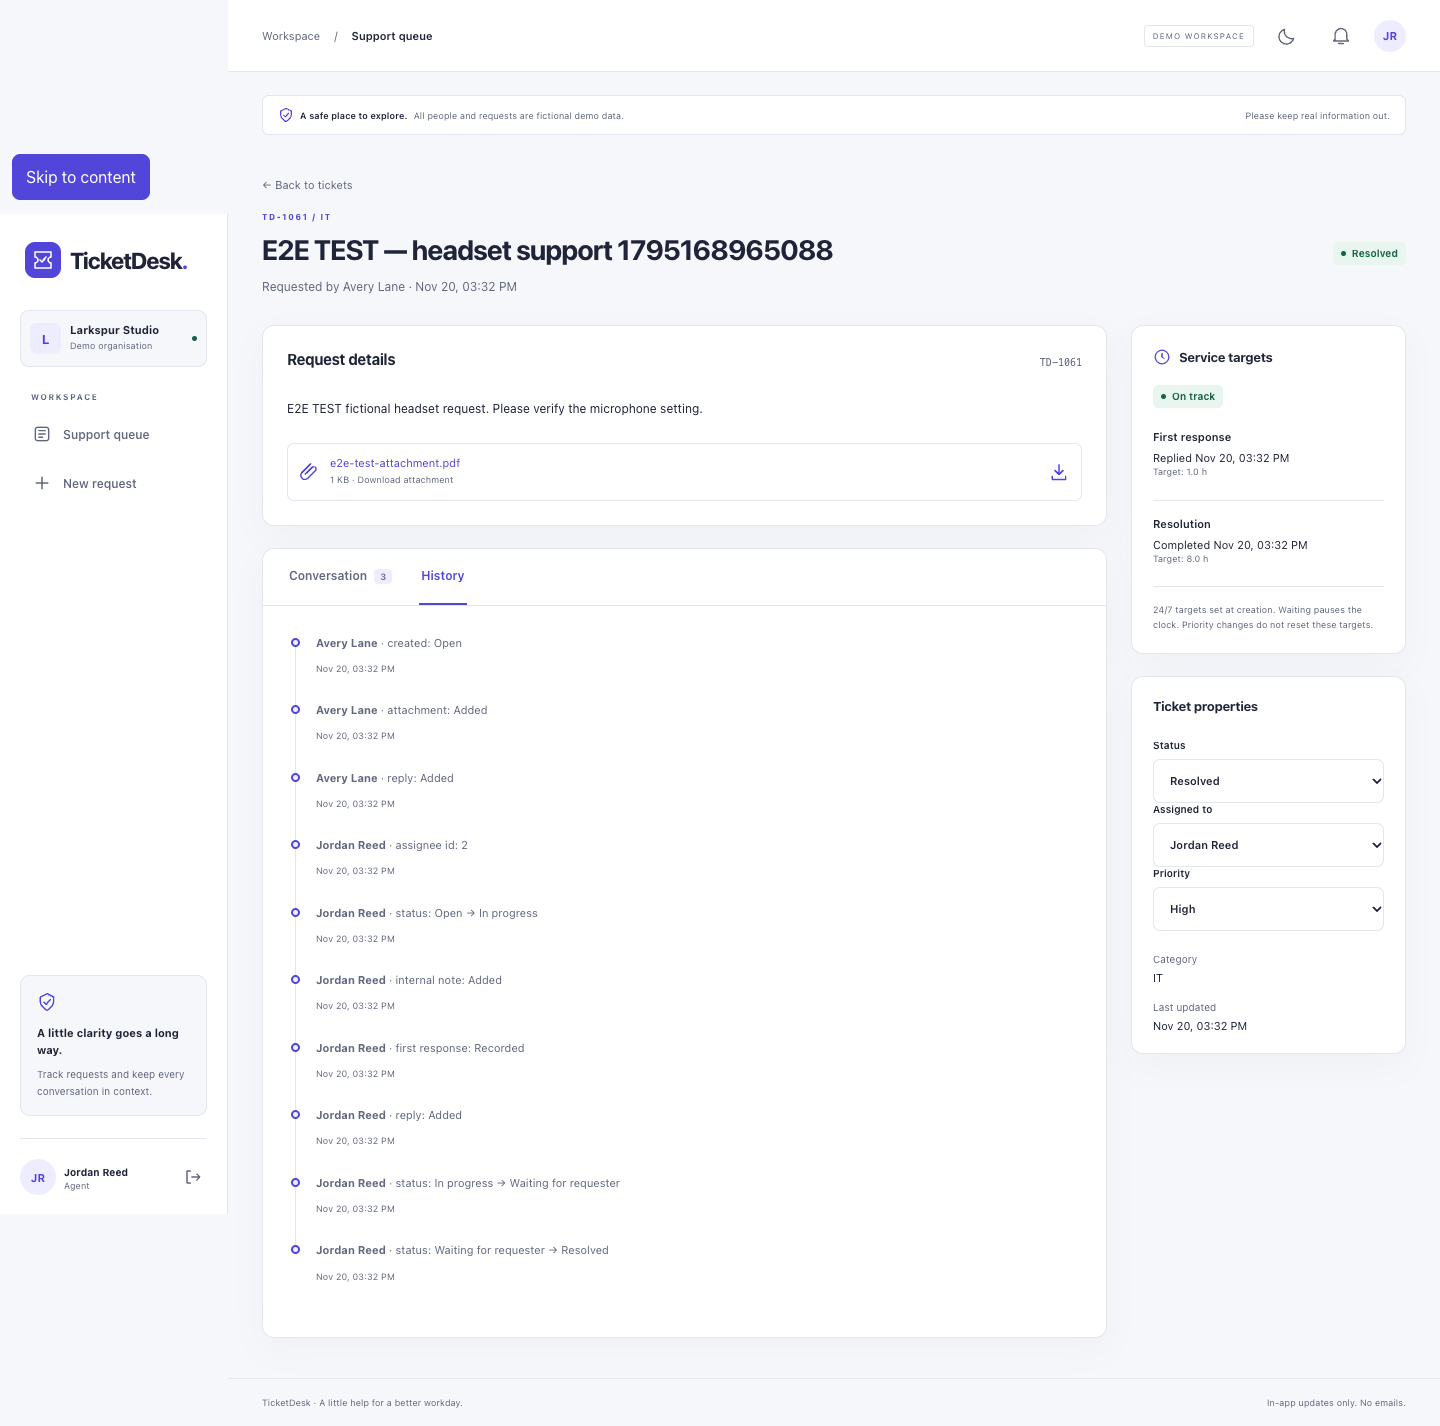 Workspace / Support queue
DEMO WORKSPACE
JR
A safe place to explore. All people and requests are fictional demo data.
Please keep real information out.
Skip to content
TicketDesk.
L
Larkspur Studio
Demo organisation
WORKSPACE
Support queue
New request
A little clarity goes a long
way.
Track requests and keep every
conversation in context.
JR
Jordan Reed
Agent
← Back to tickets
TD-1061 / IT
E2E TEST — headset support 1795168965088
Resolved
Requested by Avery Lane · Nov 20, 03:32 PM
Request details
TD-1061
E2E TEST fictional headset request. Please verify the microphone setting.
e2e-test-attachment.pdf
1 KB · Download attachment
Conversation 3
History
Avery Lane · created: Open
Nov 20, 03:32 PM
Avery Lane · attachment: Added
Nov 20, 03:32 PM
Avery Lane · reply: Added
Nov 20, 03:32 PM
Jordan Reed · assignee id: 2
Nov 20, 03:32 PM
Jordan Reed · status: Open → In progress
Nov 20, 03:32 PM
Jordan Reed · internal note: Added
Nov 20, 03:32 PM
Jordan Reed · first response: Recorded
Nov 20, 03:32 PM
Jordan Reed · reply: Added
Nov 20, 03:32 PM
Jordan Reed · status: In progress → Waiting for requester
Nov 20, 03:32 PM
Jordan Reed · status: Waiting for requester → Resolved
Nov 20, 03:32 PM
Service targets
On track
First response
Replied Nov 20, 03:32 PM
Target: 1.0 h
Resolution
Completed Nov 20, 03:32 PM
Target: 8.0 h
24/7 targets set at creation. Waiting pauses the
clock. Priority changes do not reset these targets.
Ticket properties
Status
Resolved
Assigned to
Jordan Reed
Priority
High
Category
IT
Last updated
Nov 20, 03:32 PM
TicketDesk · A little help for a better workday.
In-app updates only. No emails.